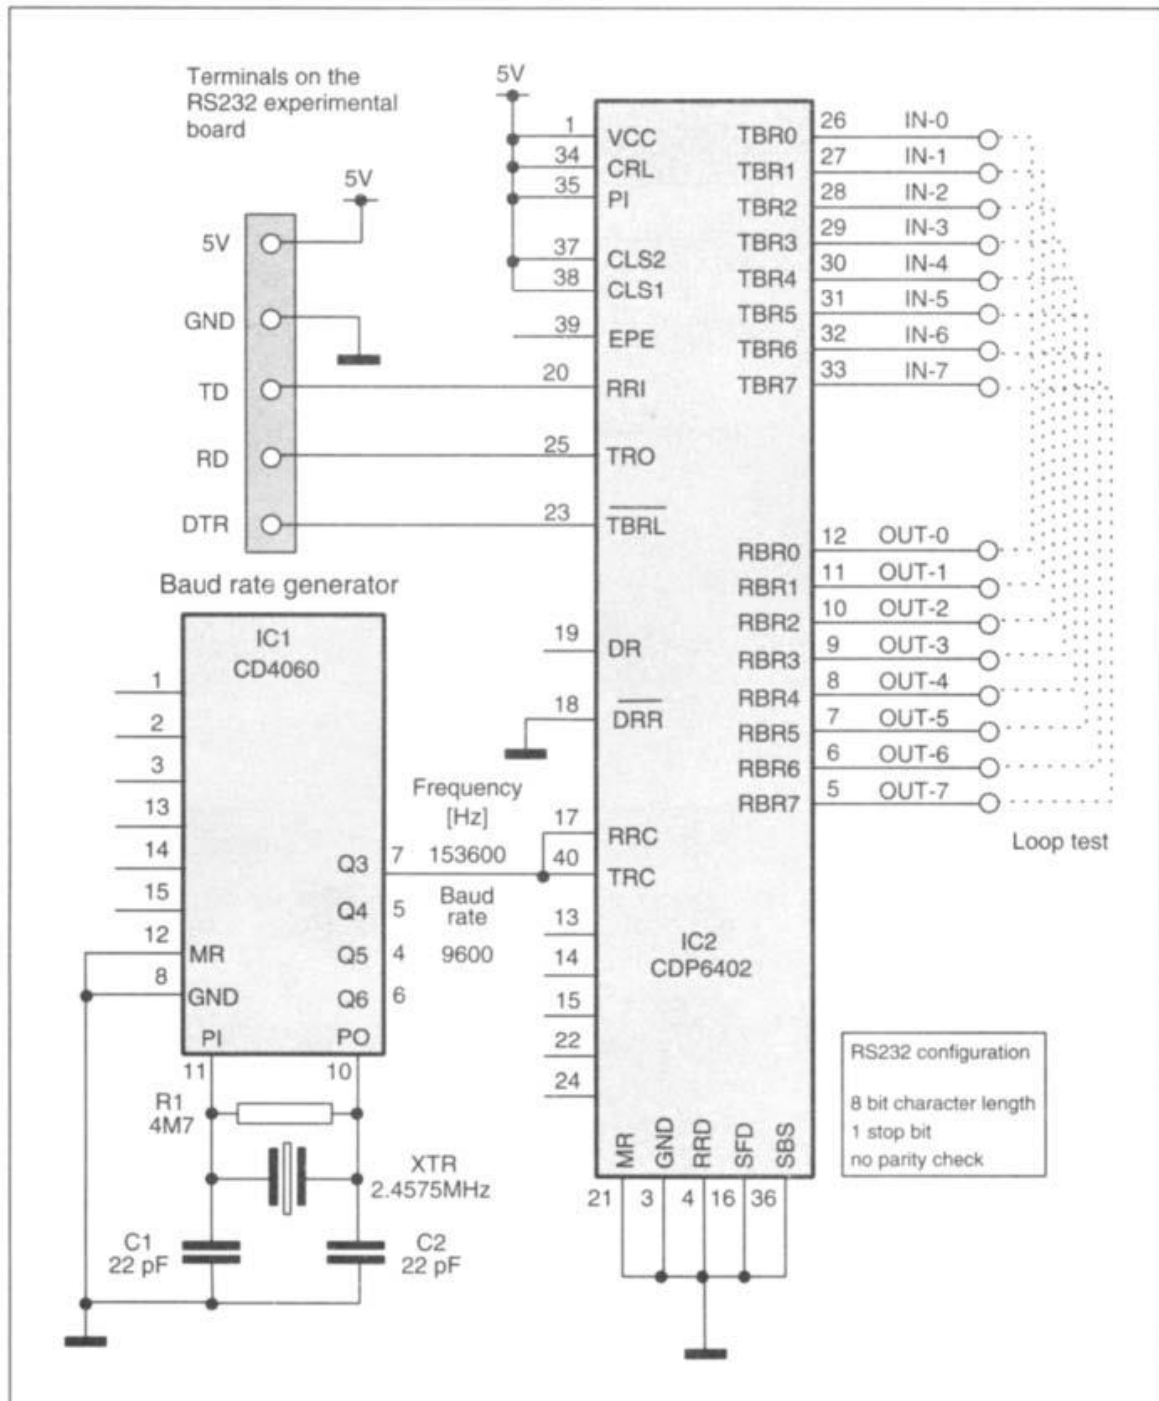 Terminals on the
RS232 experimental
board
5V
5V
GND
TD
RD
DTR
5V
1 VCC
34 CRL
35 PI
37 CLS2
38 CLS1
39 EPE
20 RRI
25 TRO
23 TBRL
19 DR
18 DRR
17 RRC
40 TRC
13
14
15
22
24
IC2
CDP6402
TBR0 26 IN-0
TBR1 27 IN-1
TBR2 28 IN-2
TBR3 29 IN-3
TBR4 30 IN-4
TBR5 31 IN-5
TBR6 32 IN-6
TBR7 33 IN-7
RBR0 12 OUT-0
RBR1 11 OUT-1
RBR2 10 OUT-2
RBR3 9 OUT-3
RBR4 8 OUT-4
RBR5 7 OUT-5
RBR6 6 OUT-6
RBR7 5 OUT-7
Loop test
MR GND RRD SFD SBS
21 3 4 16 36
Baud rate generator
IC1
CD4060
1
2
3
13
14
15
12 MR
8 GND
Q3 7
Q4 5
Q5 4
Q6 6
PI PO
11 10
Frequency
[Hz]
153600
Baud
rate
9600
R1
4M7
XTR
2.4575MHz
C1
22 pF
C2
22 pF
RS232 configuration
8 bit character length
1 stop bit
no parity check